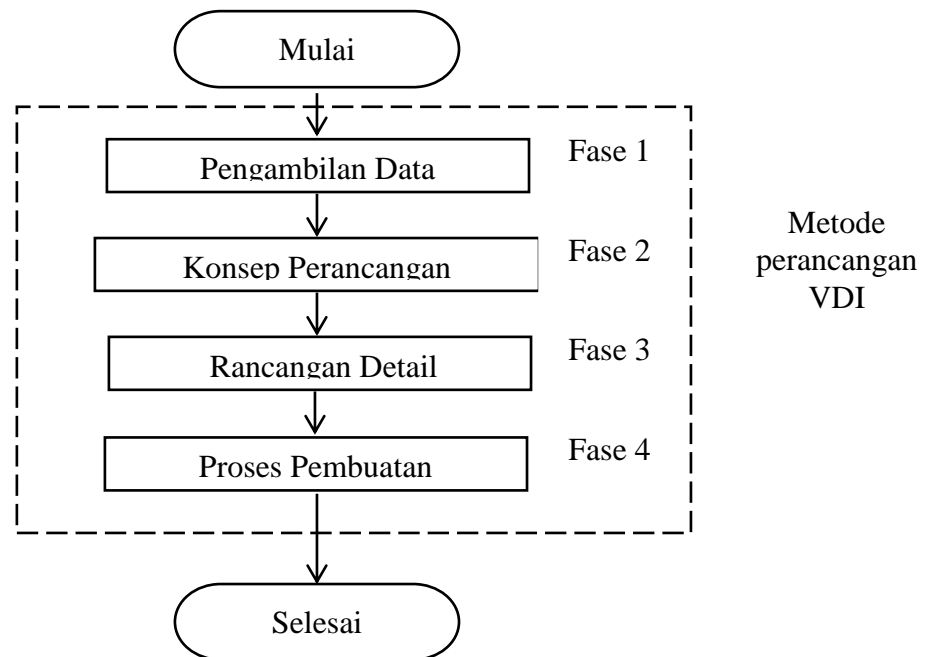 Mulai
Pengambilan Data
Fase 1
Konsep Perancangan
Fase 2
Rancangan Detail
Fase 3
Proses Pembuatan
Fase 4
Metode
perancangan
VDI
Selesai